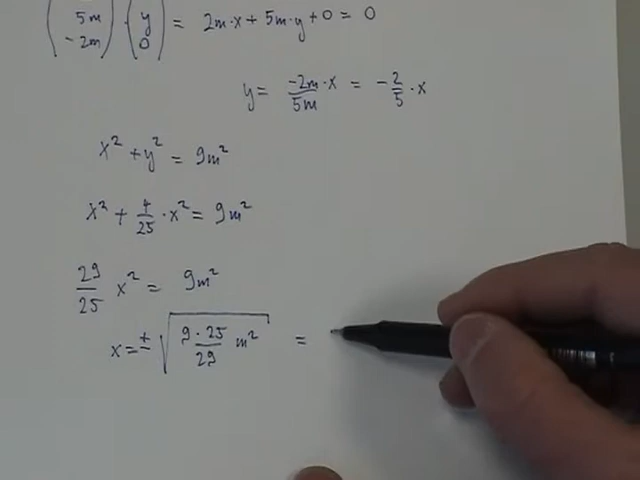 (5m -2m) · (y 0) = 2m·x + 5m·y + 0 = 0
y = -2m·x / 5m = - 2/5 · x
x² + y² = 9m²
x² + 4/25 · x² = 9m²
29/25 x² = 9m²
x = ± √(9·25/29 m²) =